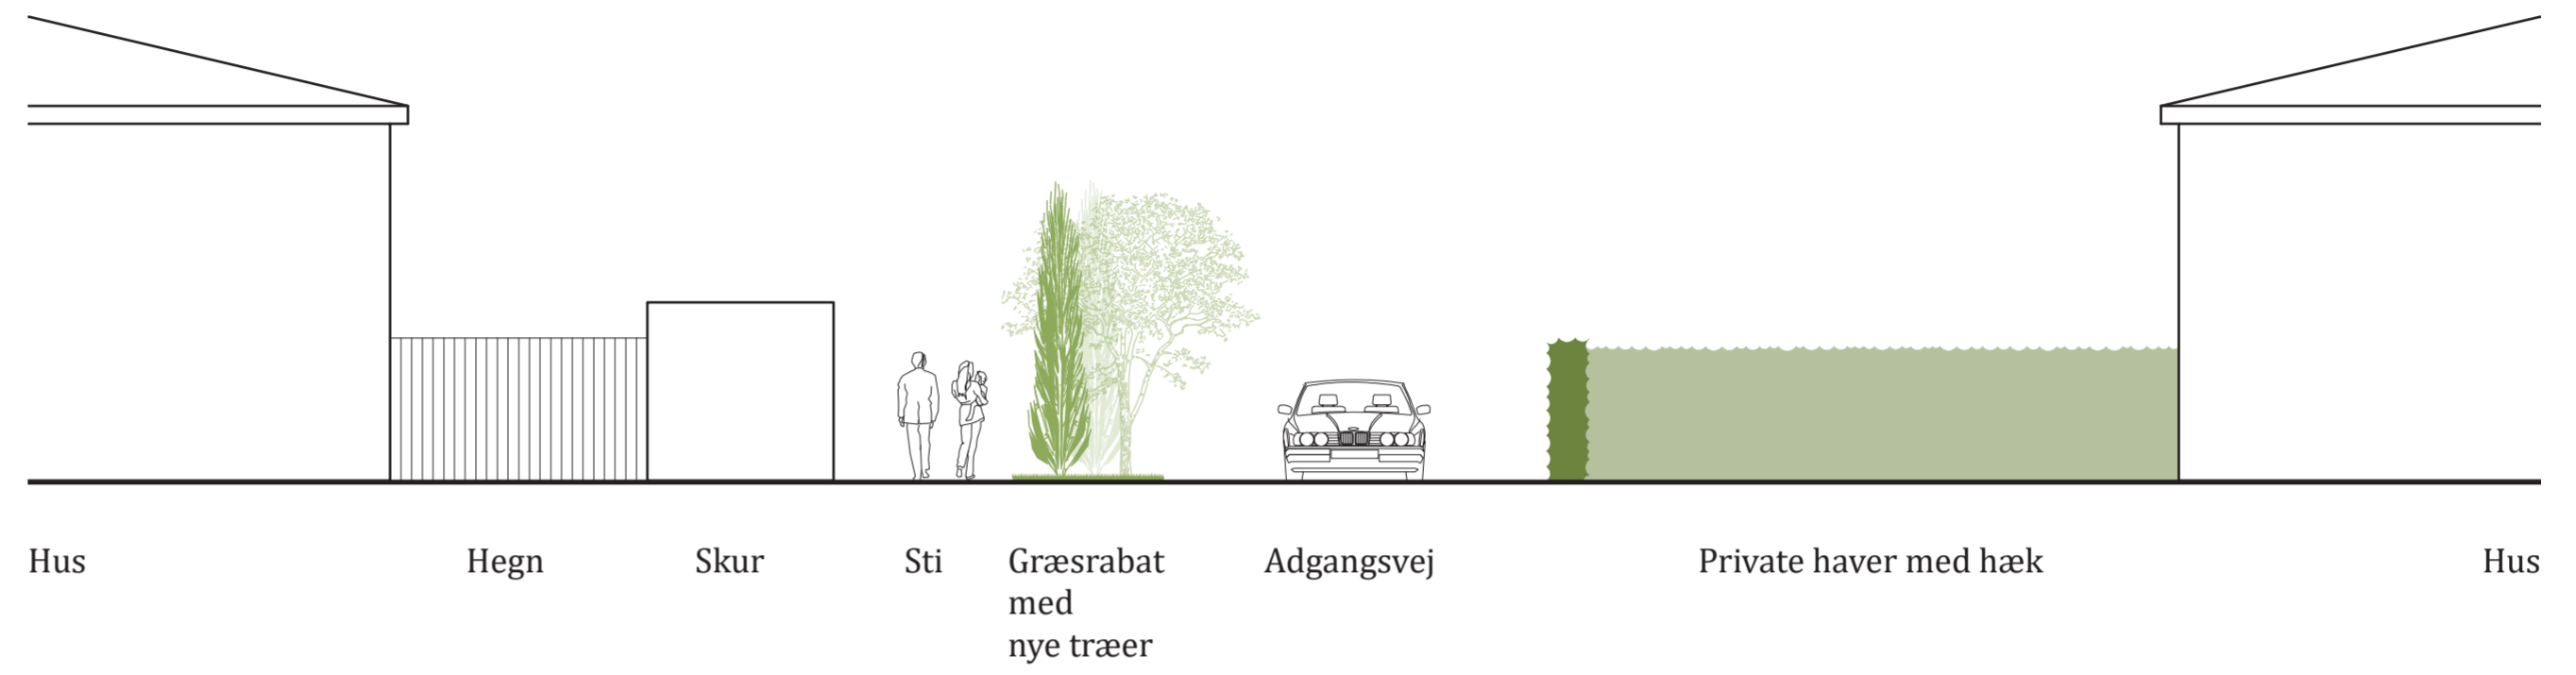 Hus
Hegn
Skur
Sti
Græsrabat
med
nye træer
Adgangsvej
Private haver med hæk
Hus